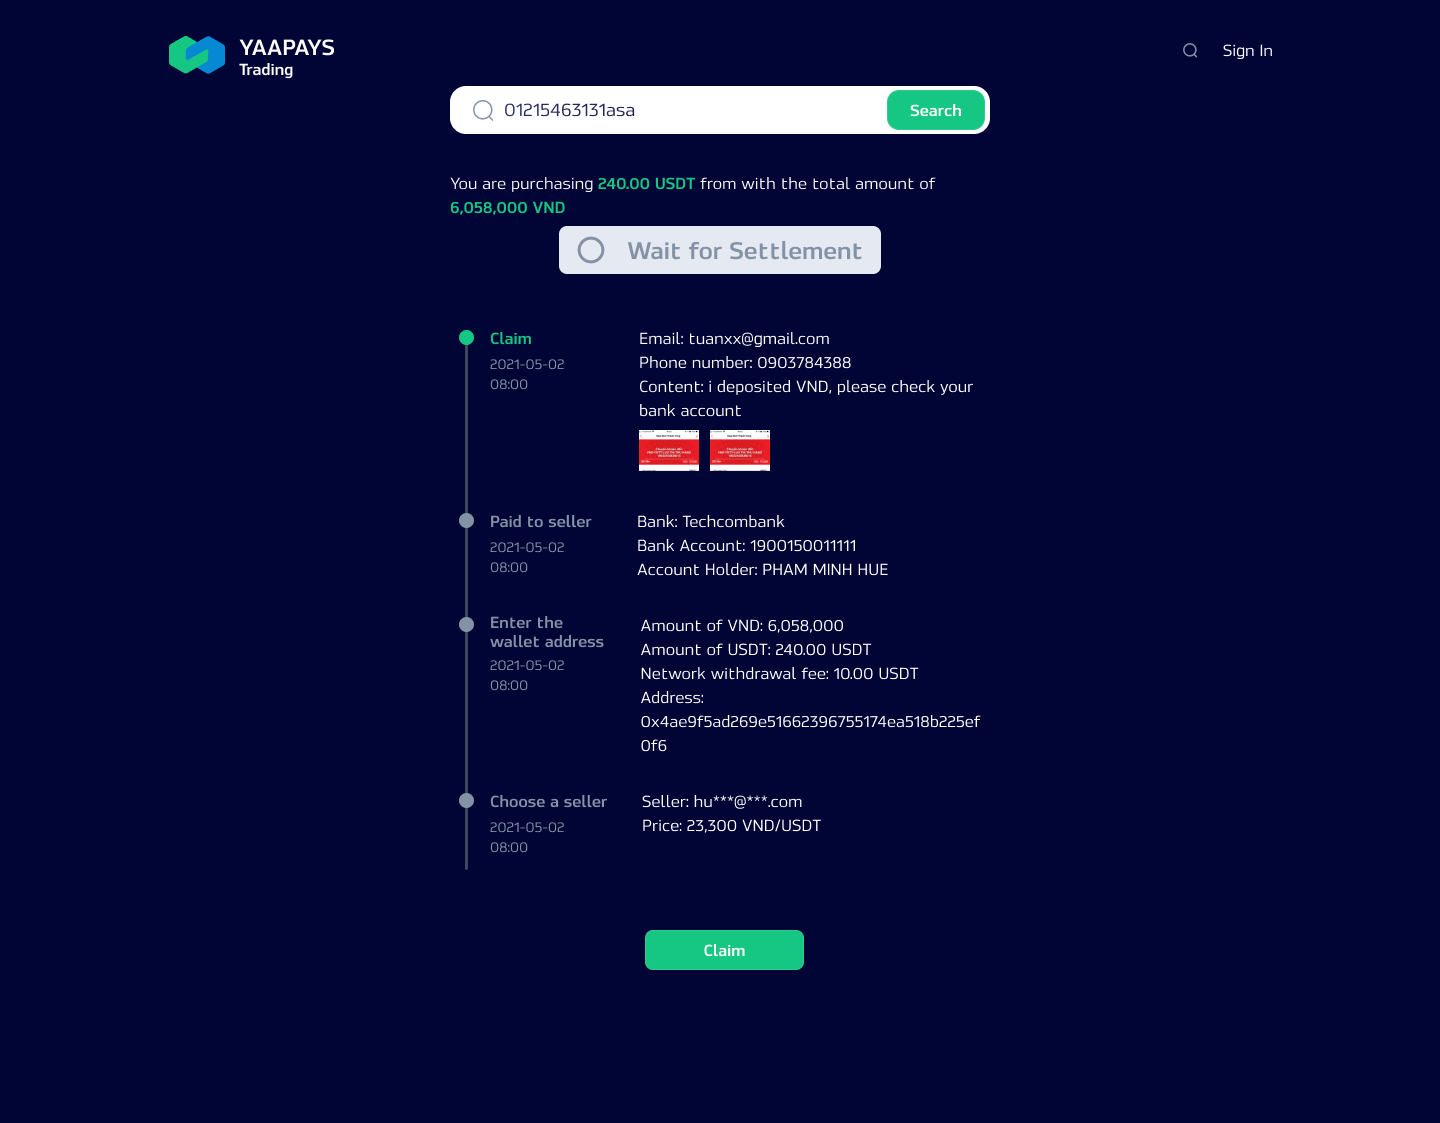 YAAPAYS
Trading
Sign In
01215463131asa
Search
You are purchasing 240.00 USDT from with the total amount of
6,058,000 VND
Wait for Settlement
Claim
2021-05-02
08:00
Email: tuanxx@gmail.com
Phone number: 0903784388
Content: i deposited VND, please check your
bank account
Paid to seller
2021-05-02
08:00
Bank: Techcombank
Bank Account: 1900150011111
Account Holder: PHAM MINH HUE
Enter the
wallet address
2021-05-02
08:00
Amount of VND: 6,058,000
Amount of USDT: 240.00 USDT
Network withdrawal fee: 10.00 USDT
Address:
0x4ae9f5ad269e51662396755174ea518b225ef
0f6
Choose a seller
2021-05-02
08:00
Seller: hu***@***.com
Price: 23,300 VND/USDT
Claim